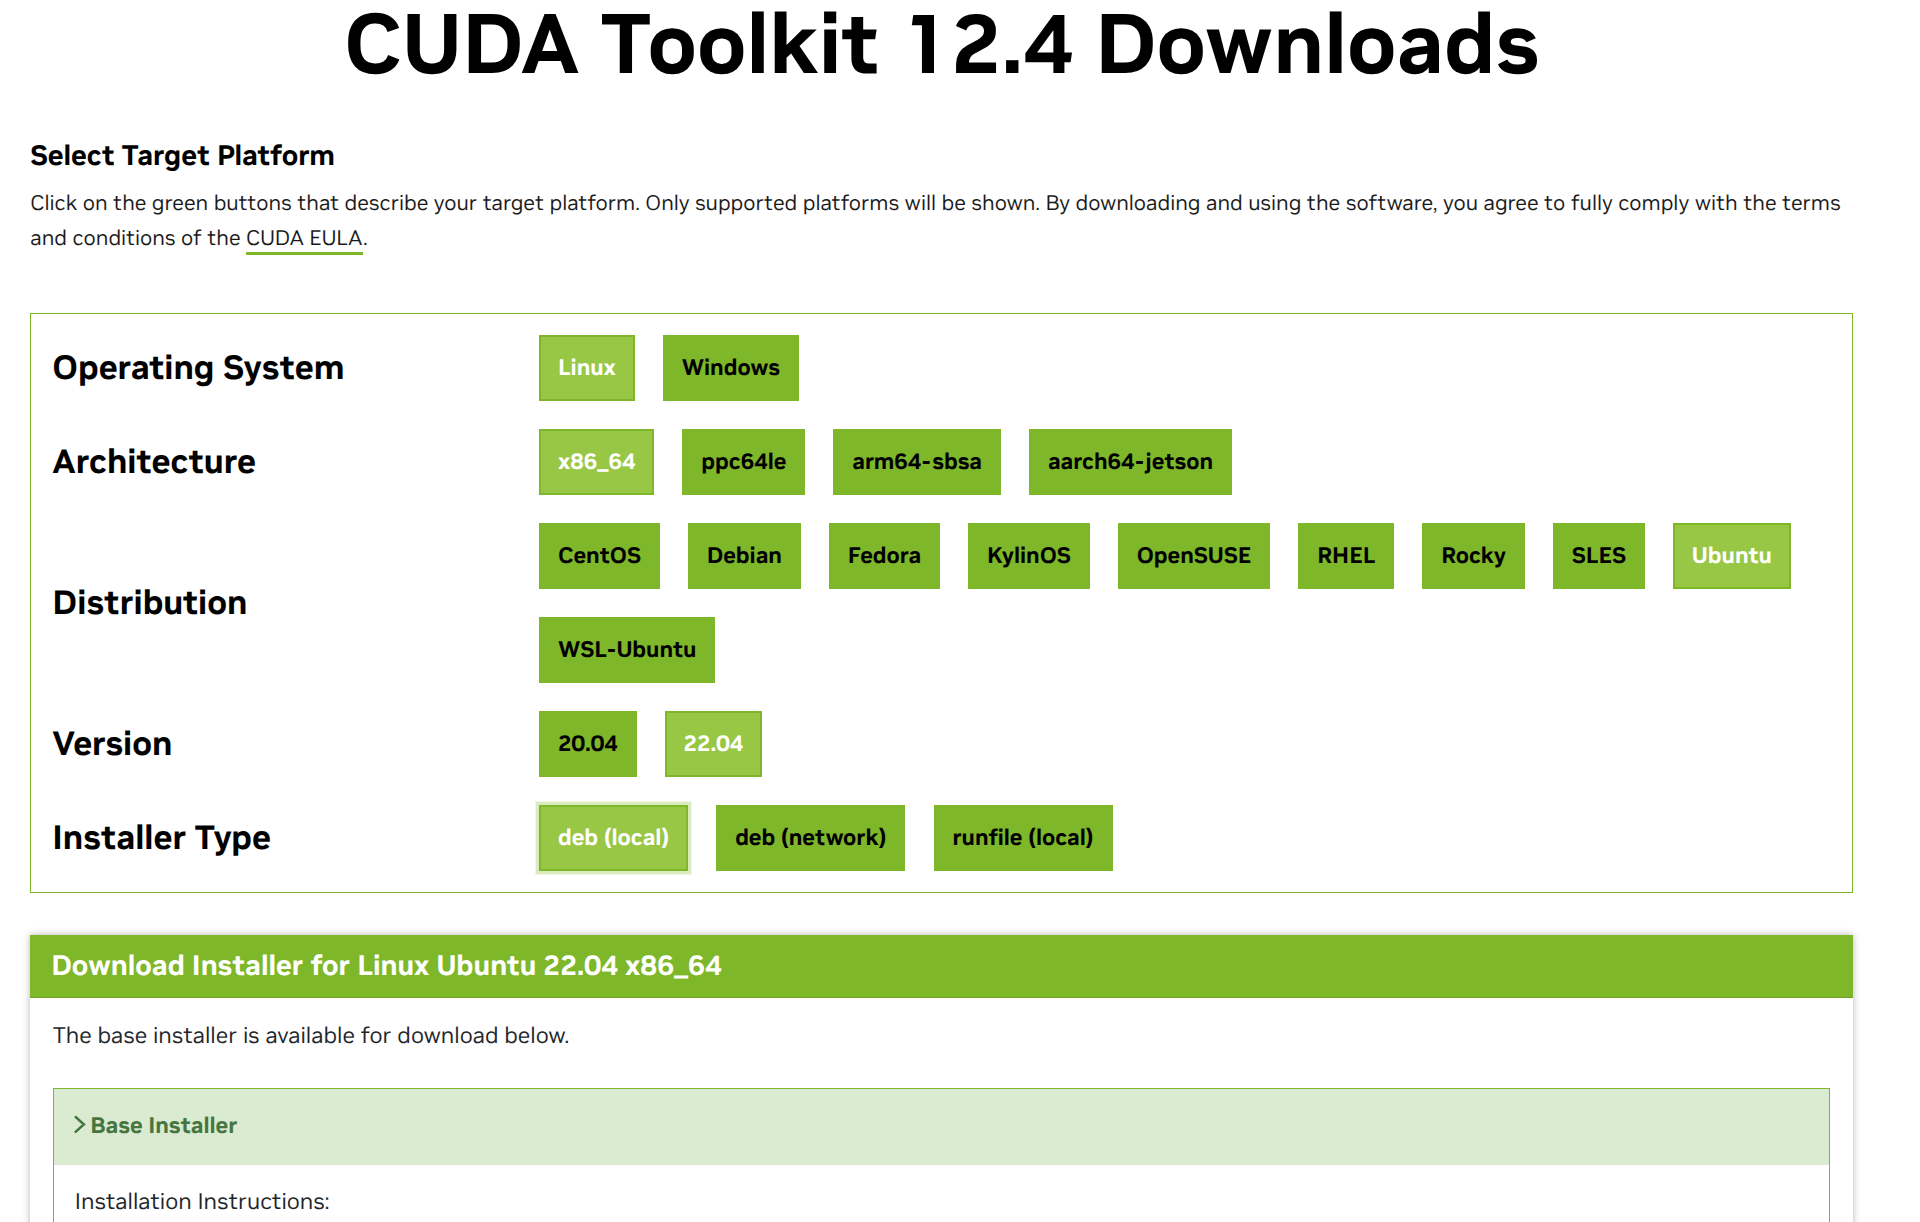 CUDA Toolkit 12.4 Downloads
Select Target Platform
Click on the green buttons that describe your target platform. Only supported platforms will be shown. By downloading and using the software, you agree to fully comply with the terms
and conditions of the CUDA EULA.
Operating System
Linux
Windows
Architecture
x86_64
ppc64le
arm64-sbsa
aarch64-jetson
Distribution
CentOS
Debian
Fedora
KylinOS
OpenSUSE
RHEL
Rocky
SLES
Ubuntu
WSL-Ubuntu
Version
20.04
22.04
Installer Type
deb (local)
deb (network)
runfile (local)
Download Installer for Linux Ubuntu 22.04 x86_64
The base installer is available for download below.
Base Installer
Installation Instructions: